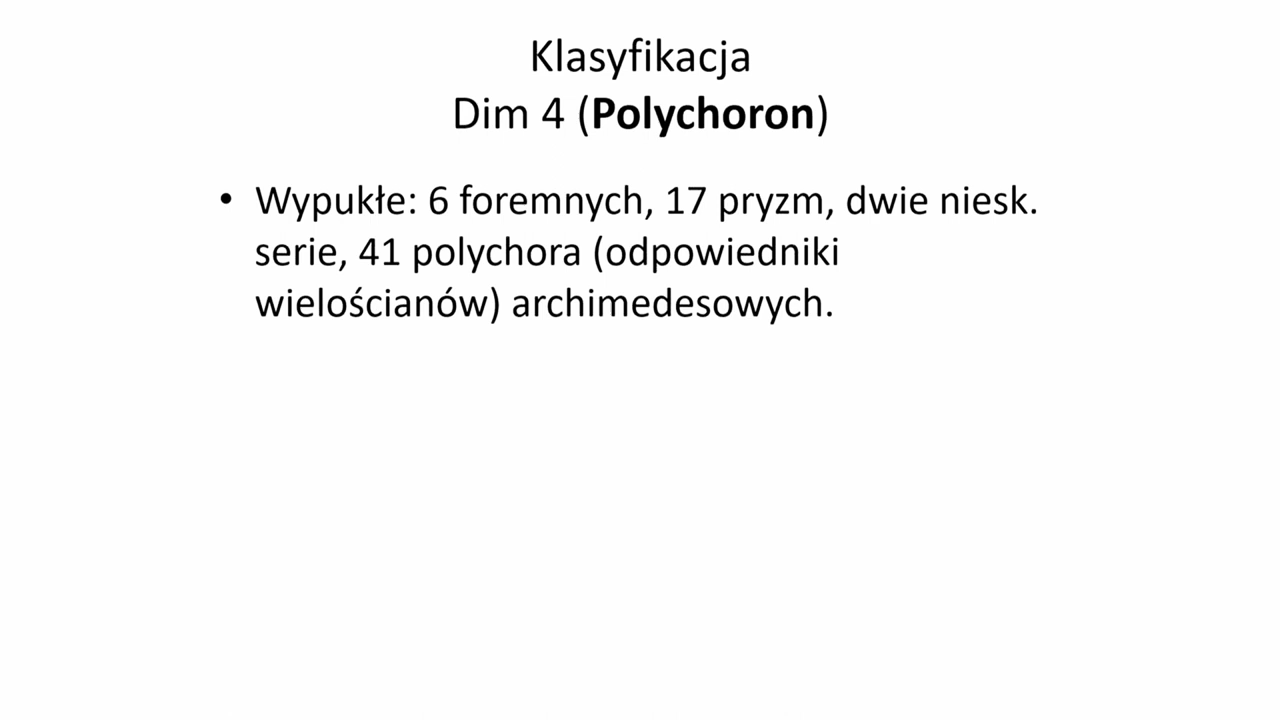 Klasyfikacja
Dim 4 (Polychoron)
• Wypukłe: 6 foremnych, 17 pryzm, dwie niesk.
serie, 41 polychora (odpowiedniki
wielościanów) archimedesowych.